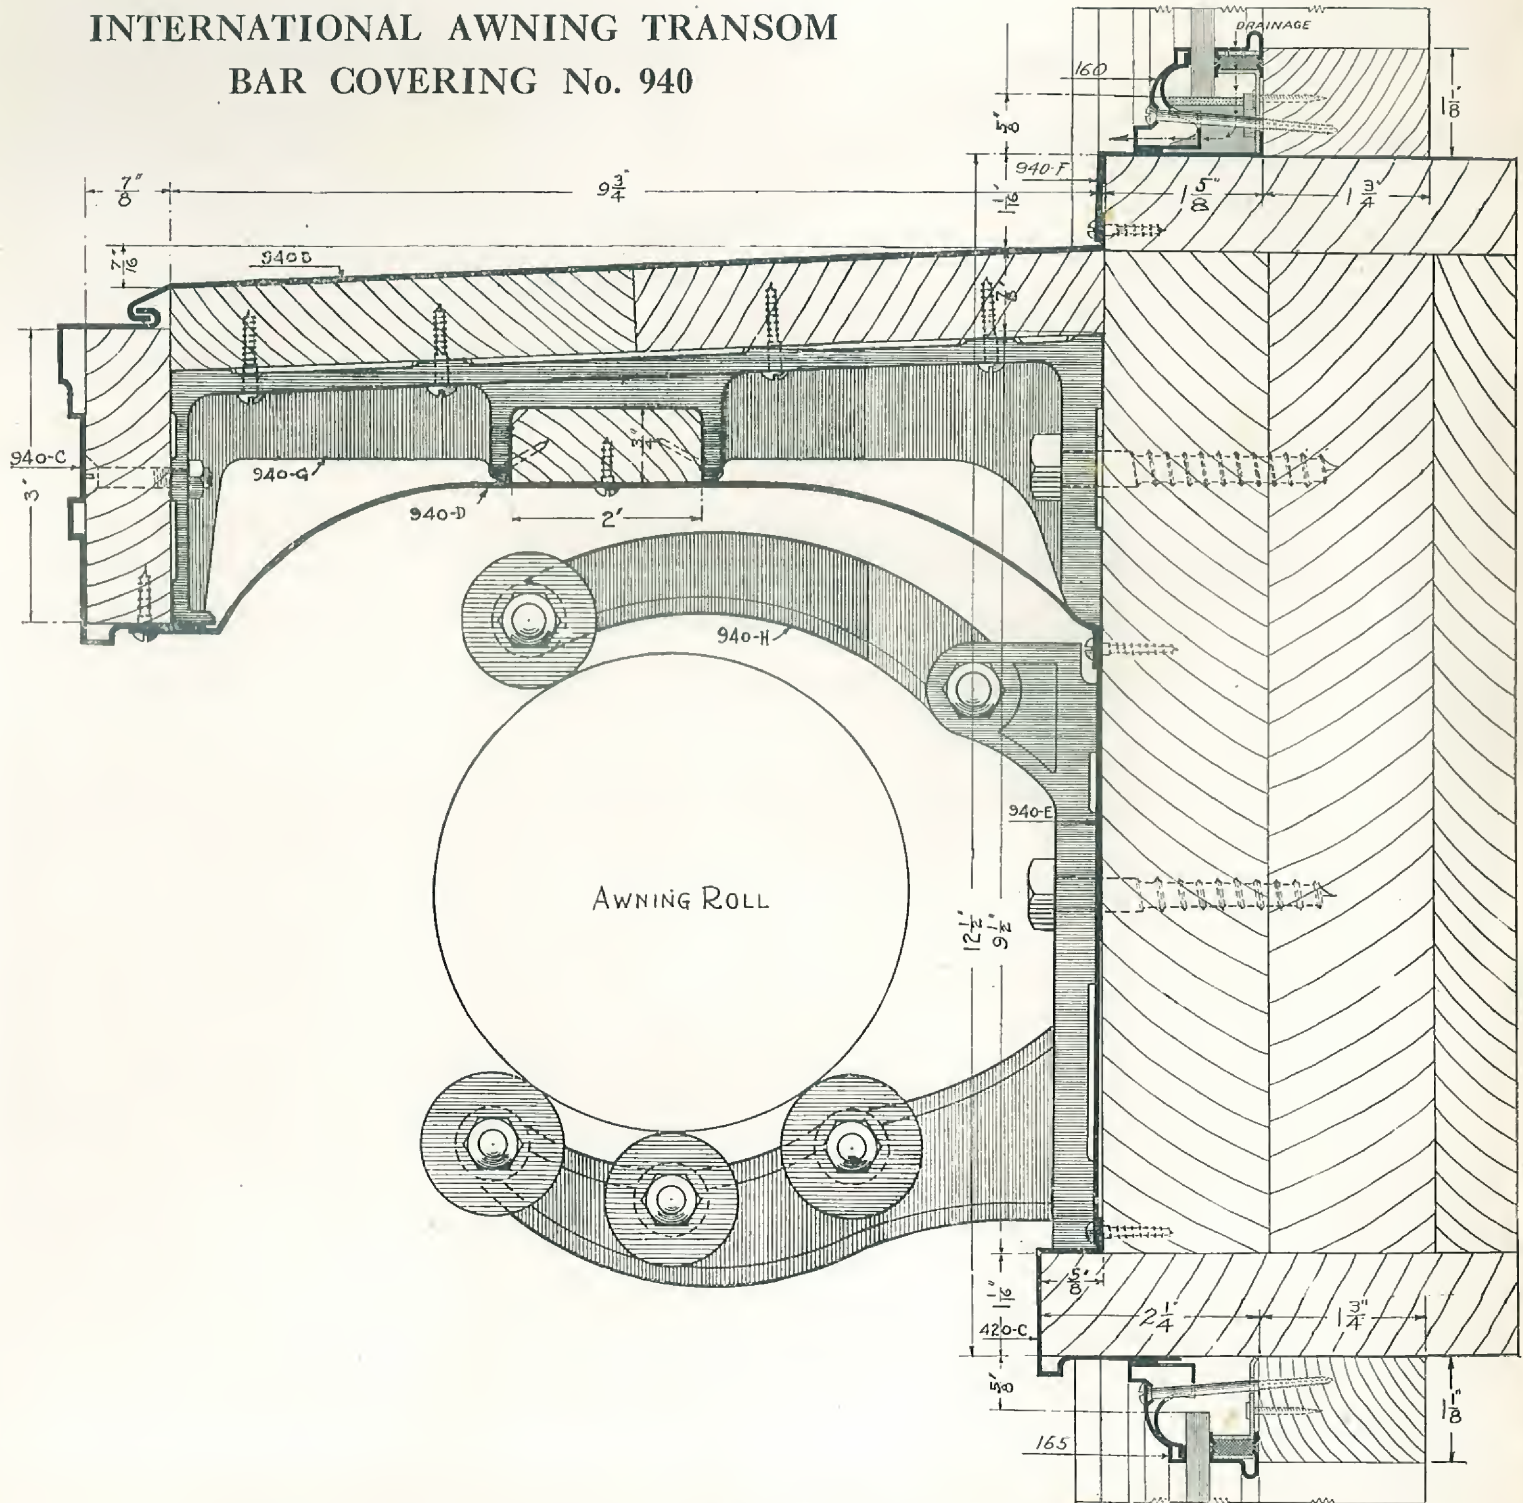 INTERNATIONAL AWNING TRANSOM
BAR COVERING No. 940
DRAINAGE
160
1 1/8"
5/8"
940-F
7/8"
9 3/4"
1 1/16"
1 5/8"
1 3/4"
7/16"
940B
7/8"
940-C
3"
940-G
3/4"
940-D
2"
940-H
940-E
AWNING ROLL
12 1/2"
9 1/2"
5/8"
1 1/16"
2 1/4"
1 3/4"
420-C
5/8"
1 1/8"
165